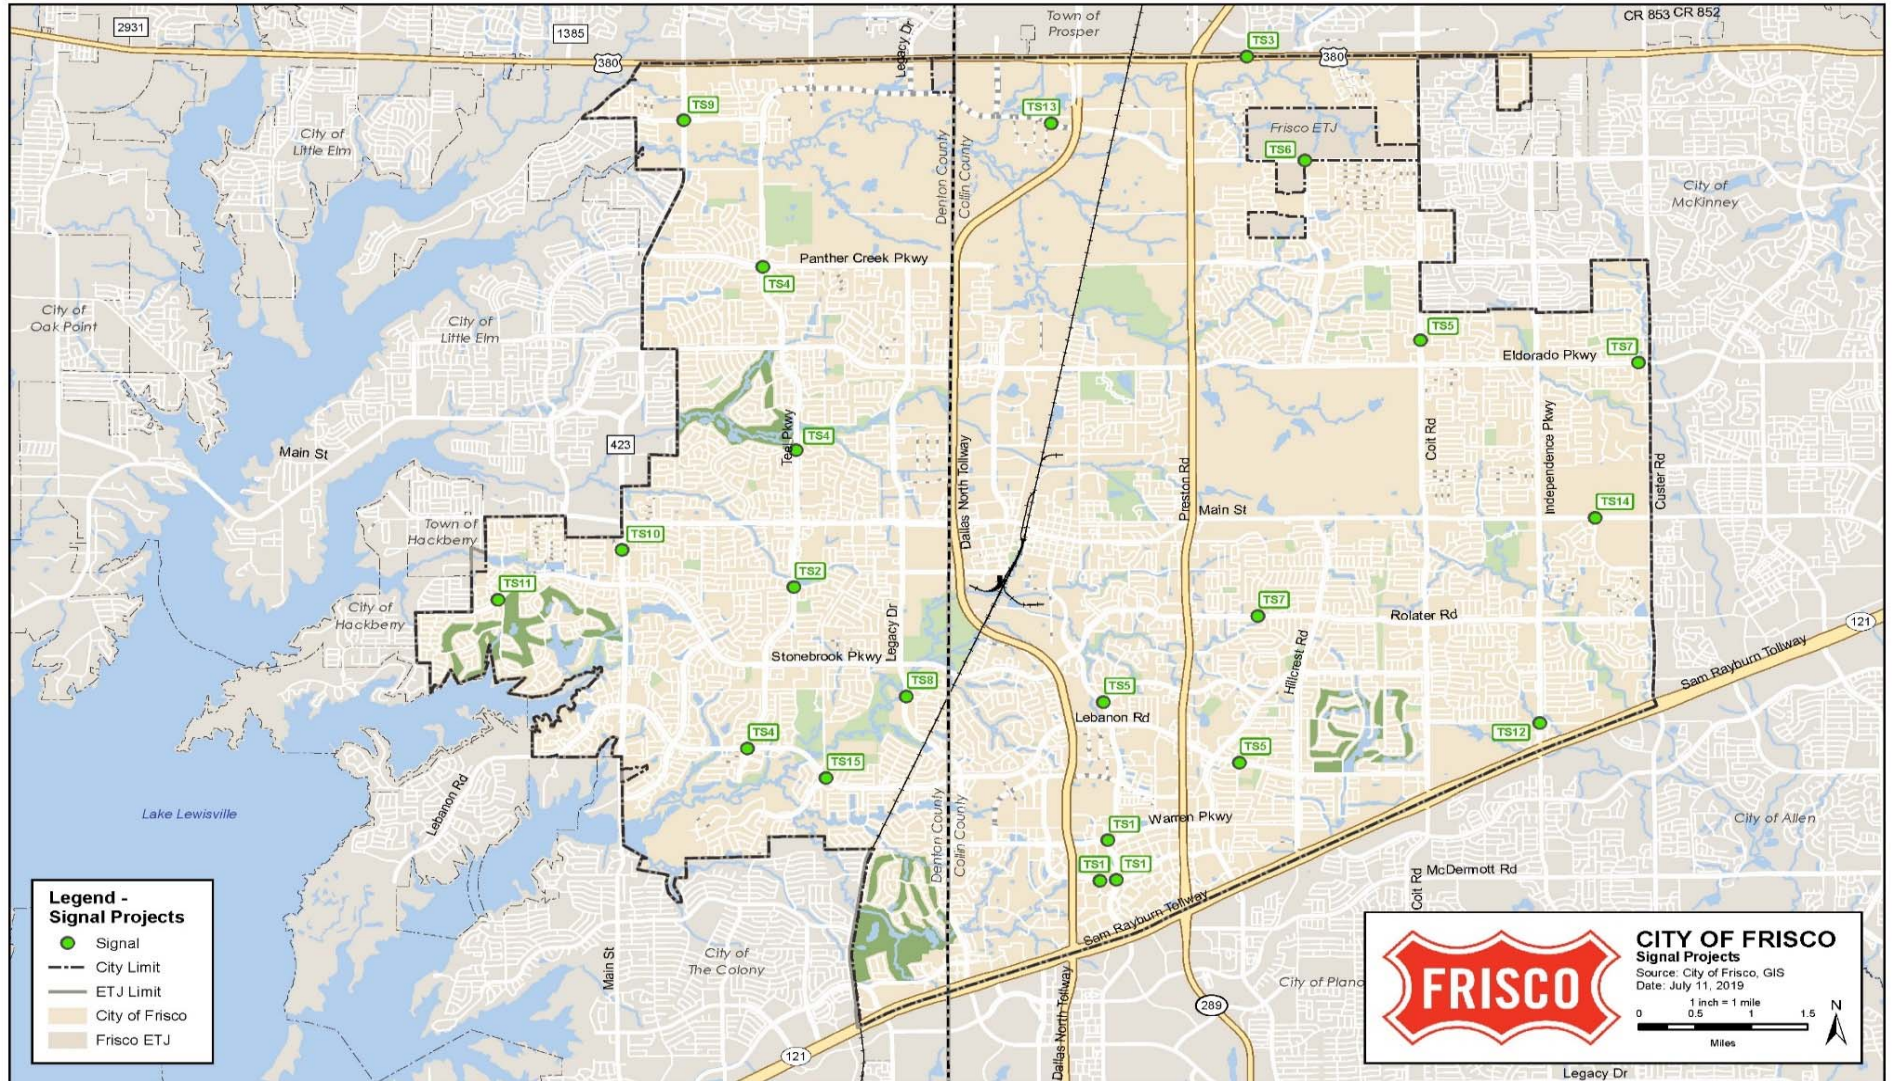 2931
1385
Legacy Dr
Town of
Prosper
CR 853
CR 852
380
TS3
380
TS9
TS13
Frisco ETJ
TS6
City of
Little Elm
Denton County
Collin County
City of
McKinney
Panther Creek Pkwy
TS4
City of
Oak Point
City of
Little Elm
TS5
Eldorado Pkwy
TS7
423
Main St
Teel Pkwy
TS4
Dallas North Tollway
Preston Rd
Coit Rd
Independence Pkwy
Custer Rd
Main St
TS14
Town of
Hackberry
TS10
TS11
TS2
City of
Hackberry
Legacy Dr
TS7
Rolater Rd
121
Stonebrook Pkwy
Hillcrest Rd
Sam Rayburn Tollway
TS8
TS5
Lebanon Rd
TS4
TS12
TS5
TS15
Lake Lewisville
Lebanon Rd
Denton County
Collin County
TS1
Warren Pkwy
City of Allen
TS1
TS1
Coit Rd
McDermott Rd
Sam Rayburn Tollway
Main St
City of
The Colony
Dallas North Tollway
City of Plano
289
121
Legacy Dr
Legend -
Signal Projects
Signal
City Limit
ETJ Limit
City of Frisco
Frisco ETJ
FRISCO
CITY OF FRISCO
Signal Projects
Source: City of Frisco, GIS
Date: July 11, 2019
1 inch = 1 mile
0 0.5 1 1.5
Miles
N